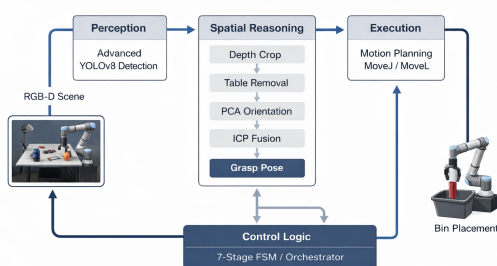 Perception
Advanced
YOLOv8 Detection
Spatial Reasoning
Depth Crop
Table Removal
PCA Orientation
ICP Fusion
Grasp Pose
Execution
Motion Planning
MoveJ / MoveL
RGB-D Scene
Bin Placement
Control Logic
7-Stage FSM / Orchestrator